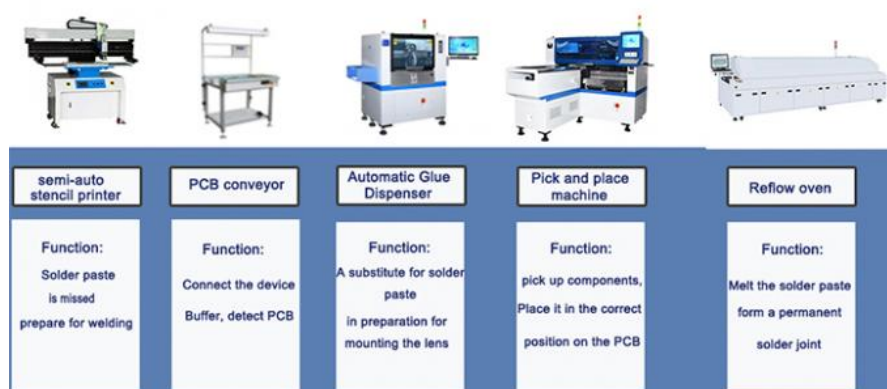 semi-auto
stencil printer
Function:
Solder paste
is missed
prepare for welding
PCB conveyor
Function:
Connect the device
Buffer, detect PCB
Automatic Glue
Dispenser
Function:
A substitute for solder
paste
in preparation for
mounting the lens
Pick and place
machine
Function:
pick up components,
Place it in the correct
position on the PCB
Reflow oven
Function:
Melt the solder paste
form a permanent
solder joint